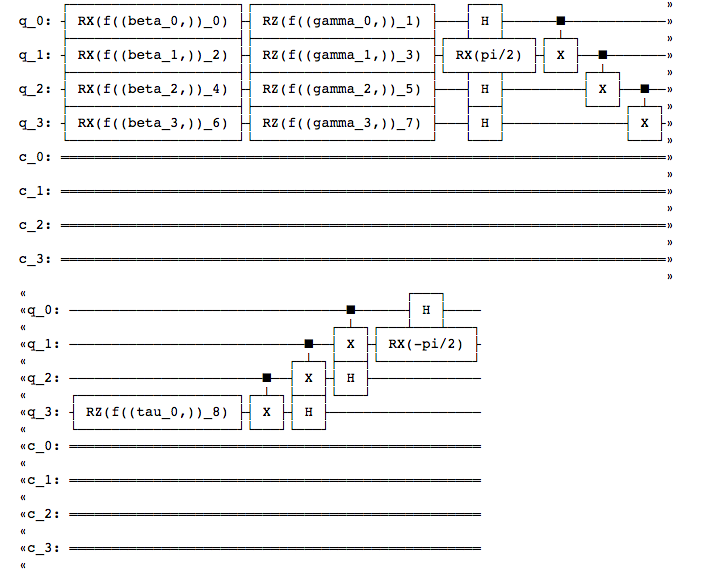 »
q_0: RX(f((beta_0,))_0) RZ(f((gamma_0,))_1) H »
»
q_1: RX(f((beta_1,))_2) RZ(f((gamma_1,))_3) RX(pi/2) X »
»
q_2: RX(f((beta_2,))_4) RZ(f((gamma_2,))_5) H X »
»
q_3: RX(f((beta_3,))_6) RZ(f((gamma_3,))_7) H X »
»
c_0: »
»
c_1: »
»
c_2: »
»
c_3: »
»
«
«q_0: H
«
«q_1: X RX(-pi/2)
«
«q_2: X H
«
«q_3: RZ(f((tau_0,))_8) X H
«
«c_0:
«
«c_1:
«
«c_2:
«
«c_3:
«